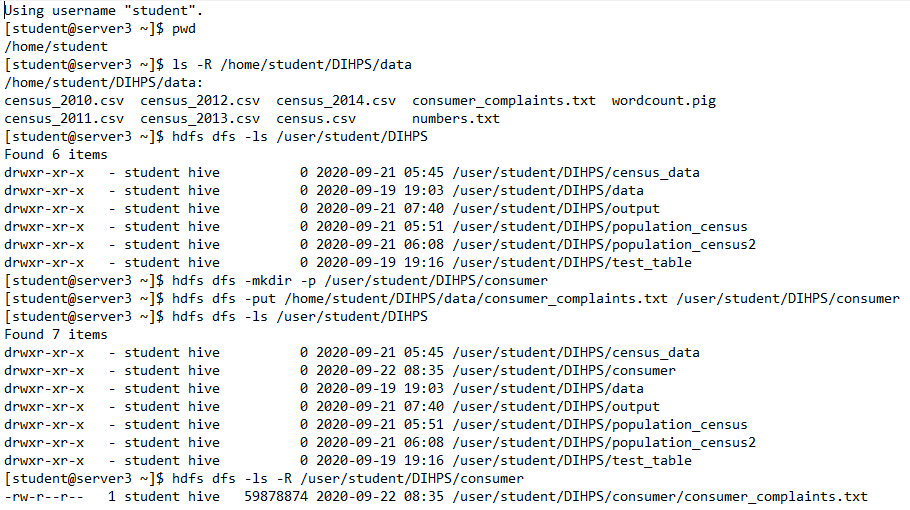 Using username "student".
[student@server3 ~]$ pwd
/home/student
[student@server3 ~]$ ls -R /home/student/DIHPS/data
/home/student/DIHPS/data:
census_2010.csv  census_2012.csv  census_2014.csv  consumer_complaints.txt  wordcount.pig
census_2011.csv  census_2013.csv  census.csv       numbers.txt
[student@server3 ~]$ hdfs dfs -ls /user/student/DIHPS
Found 6 items
drwxr-xr-x   - student hive          0 2020-09-21 05:45 /user/student/DIHPS/census_data
drwxr-xr-x   - student hive          0 2020-09-19 19:03 /user/student/DIHPS/data
drwxr-xr-x   - student hive          0 2020-09-21 07:40 /user/student/DIHPS/output
drwxr-xr-x   - student hive          0 2020-09-21 05:51 /user/student/DIHPS/population_census
drwxr-xr-x   - student hive          0 2020-09-21 06:08 /user/student/DIHPS/population_census2
drwxr-xr-x   - student hive          0 2020-09-19 19:16 /user/student/DIHPS/test_table
[student@server3 ~]$ hdfs dfs -mkdir -p /user/student/DIHPS/consumer
[student@server3 ~]$ hdfs dfs -put /home/student/DIHPS/data/consumer_complaints.txt /user/student/DIHPS/consumer
[student@server3 ~]$ hdfs dfs -ls /user/student/DIHPS
Found 7 items
drwxr-xr-x   - student hive          0 2020-09-21 05:45 /user/student/DIHPS/census_data
drwxr-xr-x   - student hive          0 2020-09-22 08:35 /user/student/DIHPS/consumer
drwxr-xr-x   - student hive          0 2020-09-19 19:03 /user/student/DIHPS/data
drwxr-xr-x   - student hive          0 2020-09-21 07:40 /user/student/DIHPS/output
drwxr-xr-x   - student hive          0 2020-09-21 05:51 /user/student/DIHPS/population_census
drwxr-xr-x   - student hive          0 2020-09-21 06:08 /user/student/DIHPS/population_census2
drwxr-xr-x   - student hive          0 2020-09-19 19:16 /user/student/DIHPS/test_table
[student@server3 ~]$ hdfs dfs -ls -R /user/student/DIHPS/consumer
-rw-r--r--   1 student hive   59878874 2020-09-22 08:35 /user/student/DIHPS/consumer/consumer_complaints.txt